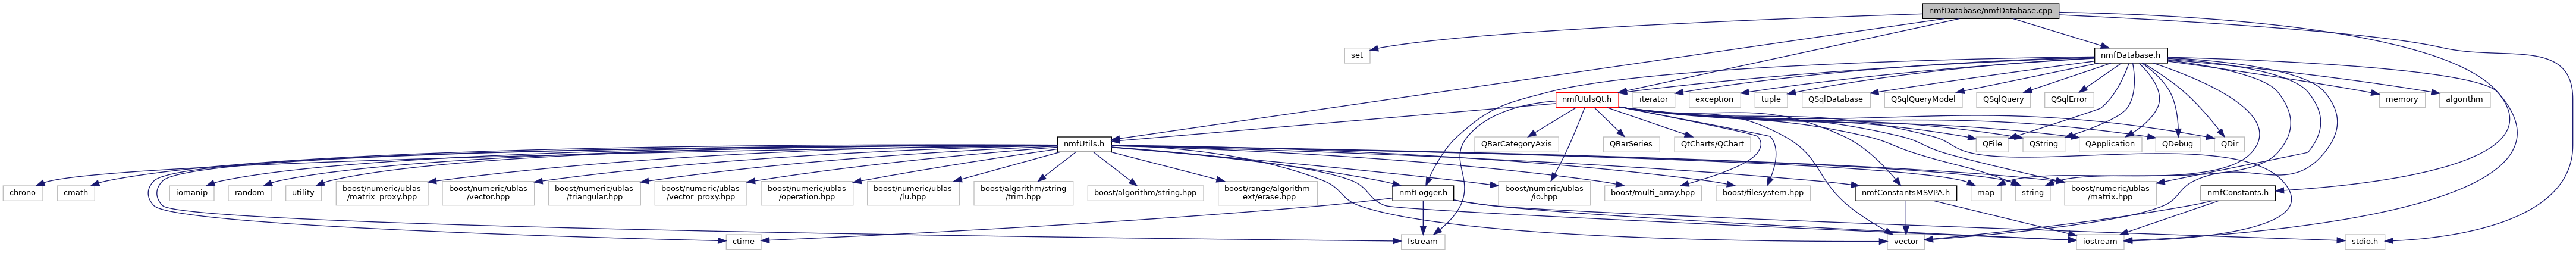 nmfDatabase/nmfDatabase.cpp
set
nmfDatabase.h
nmfUtilsQt.h
iterator
exception
tuple
QSqlDatabase
QSqlQueryModel
QSqlQuery
QSqlError
memory
algorithm
nmfUtils.h
QBarCategoryAxis
QBarSeries
QtCharts/QChart
QFile
QString
QApplication
QDebug
QDir
chrono
cmath
iomanip
random
utility
boost/numeric/ublas
/matrix_proxy.hpp
boost/numeric/ublas
/vector.hpp
boost/numeric/ublas
/triangular.hpp
boost/numeric/ublas
/vector_proxy.hpp
boost/numeric/ublas
/operation.hpp
boost/numeric/ublas
/lu.hpp
boost/algorithm/string
/trim.hpp
boost/algorithm/string.hpp
boost/range/algorithm
_ext/erase.hpp
nmfLogger.h
boost/numeric/ublas
/io.hpp
boost/multi_array.hpp
boost/filesystem.hpp
nmfConstantsMSVPA.h
map
string
boost/numeric/ublas
/matrix.hpp
nmfConstants.h
ctime
fstream
vector
iostream
stdio.h